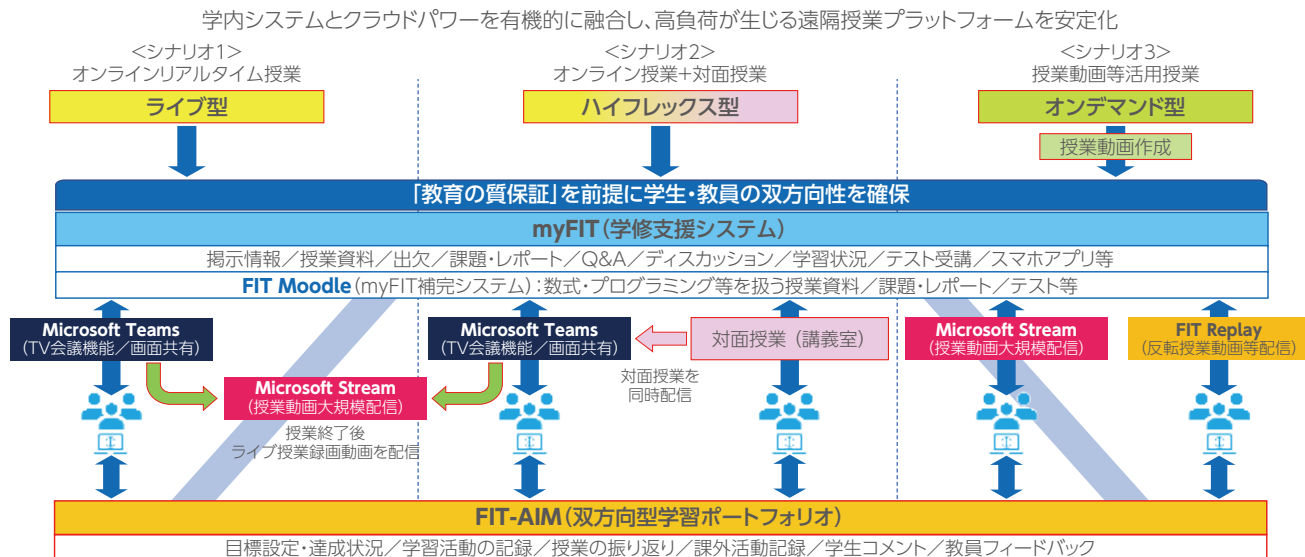 学内システムとクラウドパワーを有機的に融合し、高負荷が生じる遠隔授業プラットフォームを安定化
<シナリオ1>
オンラインリアルタイム授業
ライブ型
<シナリオ2>
オンライン授業+対面授業
ハイフレックス型
<シナリオ3>
授業動画等活用授業
オンデマンド型
授業動画作成
「教育の質保証」を前提に学生・教員の双方向性を確保
myFIT(学修支援システム)
掲示情報/授業資料/出欠/課題・レポート/Q&A/ディスカッション/学習状況/テスト受講/スマホアプリ等
FIT Moodle(myFIT補完システム):数式・プログラミング等を扱う授業資料/課題・レポート/テスト等
Microsoft Teams
(TV会議機能/画面共有)
Microsoft Stream
(授業動画大規模配信)
授業終了後
ライブ授業録画動画を配信
Microsoft Teams
(TV会議機能/画面共有)
対面授業(講義室)
対面授業を
同時配信
Microsoft Stream
(授業動画大規模配信)
FIT Replay
(反転授業動画等配信)
FIT-AIM(双方向型学習ポートフォリオ)
目標設定・達成状況/学習活動の記録/授業の振り返り/課外活動記録/学生コメント/教員フィードバック